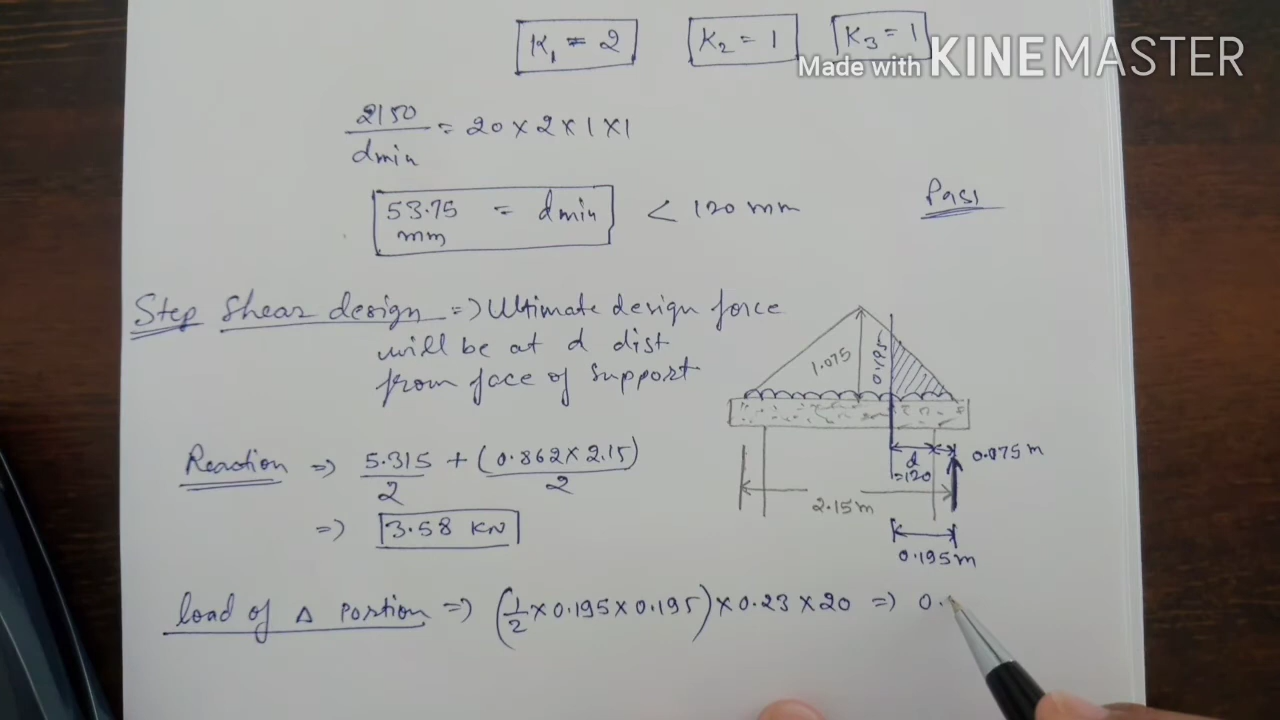 K₁ = 2 K₂ = 1 K₃ = 1
Made with KINEMASTER
2150 / dmin = 20 × 2 × 1 × 1
53.75 mm = dmin < 120 mm Pass
Step Shear design => Ultimate design force
will be at d dist
from face of support
1.075 0.195
Reaction => 5.315/2 + (0.862 × 2.15)/2
=> 3.58 KN
d =120 0.075 m
2.15 m
0.195 m
load of Δ portion => (1/2 × 0.195 × 0.195) × 0.23 × 20 => 0.